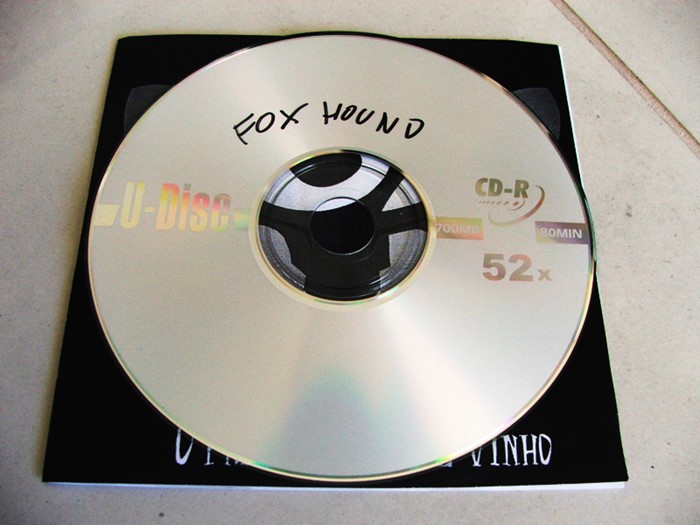 FOX HOUND
U-Disc
CD-R
700MB
80MIN
52x
VINHO